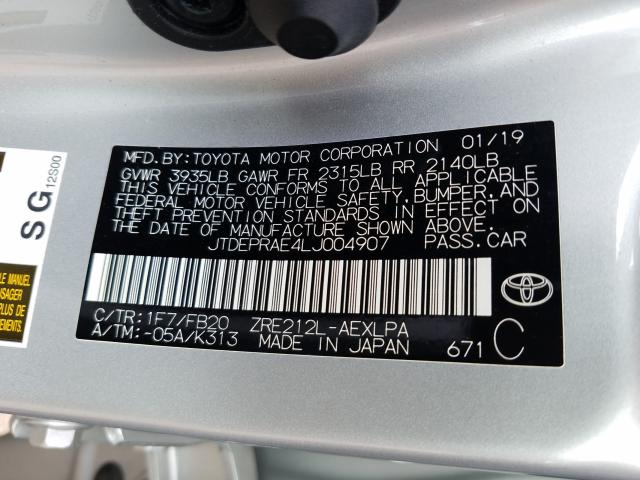 MFD.BY:TOYOTA MOTOR CORPORATION 01/19
GVWR 3935LB GAWR FR 2315LB RR 2140LB
THIS VEHICLE CONFORMS TO ALL APPLICABLE
FEDERAL MOTOR VEHICLE SAFETY,BUMPER,AND
THEFT PREVENTION STANDARDS IN EFFECT ON
THE DATE OF MANUFACTURE SHOWN ABOVE.
JTDEPRAE4LJ004907 PASS.CAR
C/TR:1F7/FB20 ZRE212L-AEXLPA
A/TM:-05A/K313 MADE IN JAPAN 671 C
SG
12S00
MANUAL